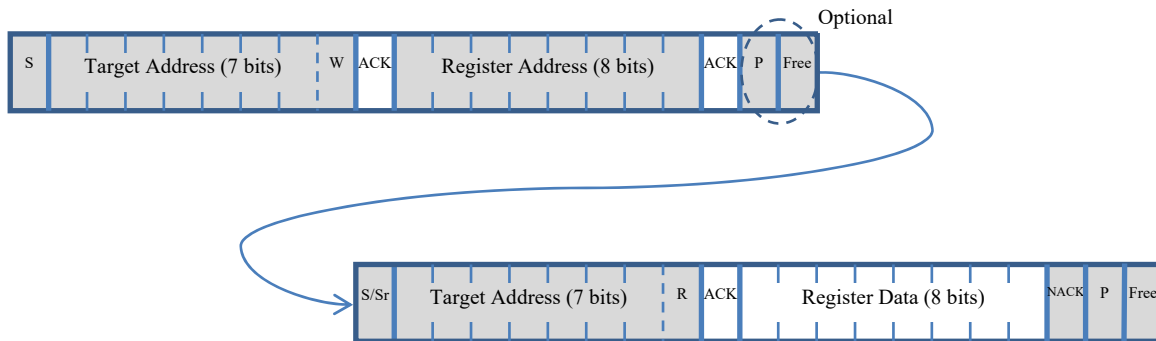 Optional
S Target Address (7 bits) W ACK Register Address (8 bits) ACK P Free
S/Sr Target Address (7 bits) R ACK Register Data (8 bits) NACK P Free